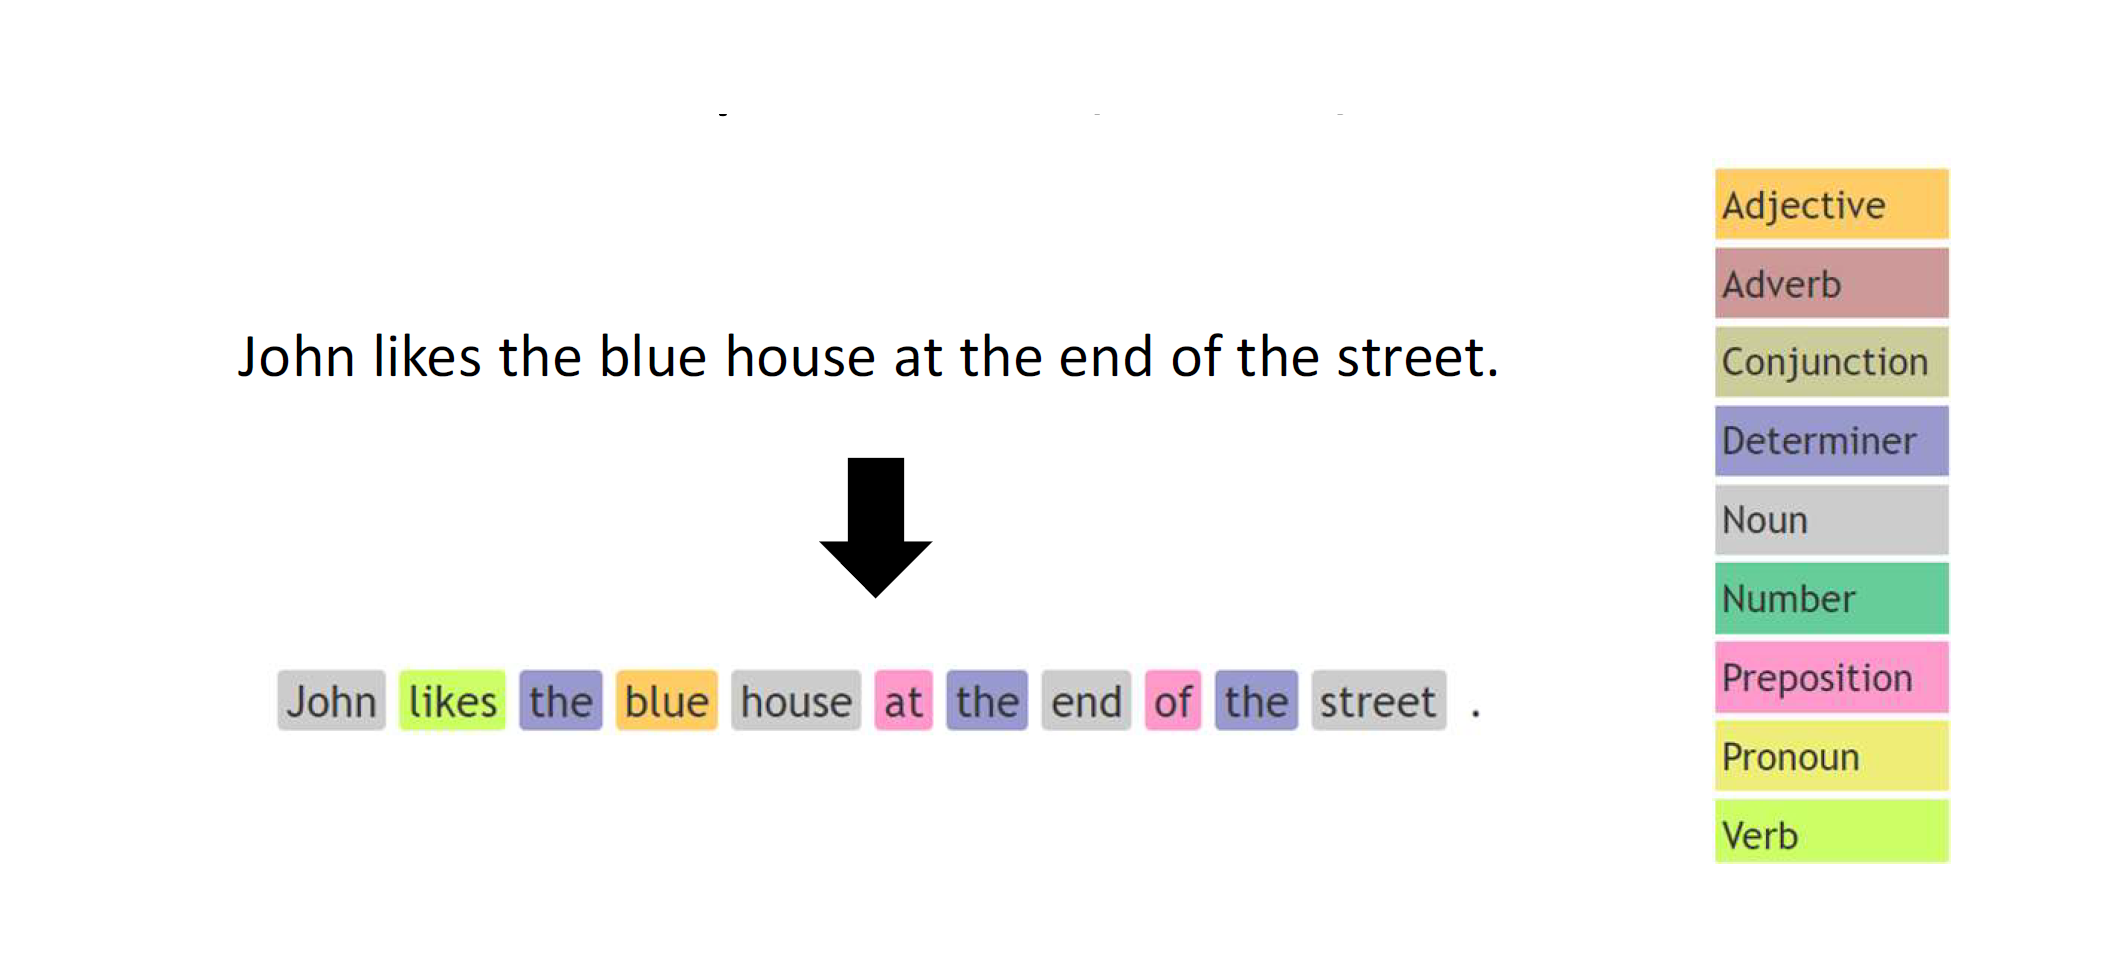 John likes the blue house at the end of the street.
John likes the blue house at the end of the street .
Adjective
Adverb
Conjunction
Determiner
Noun
Number
Preposition
Pronoun
Verb